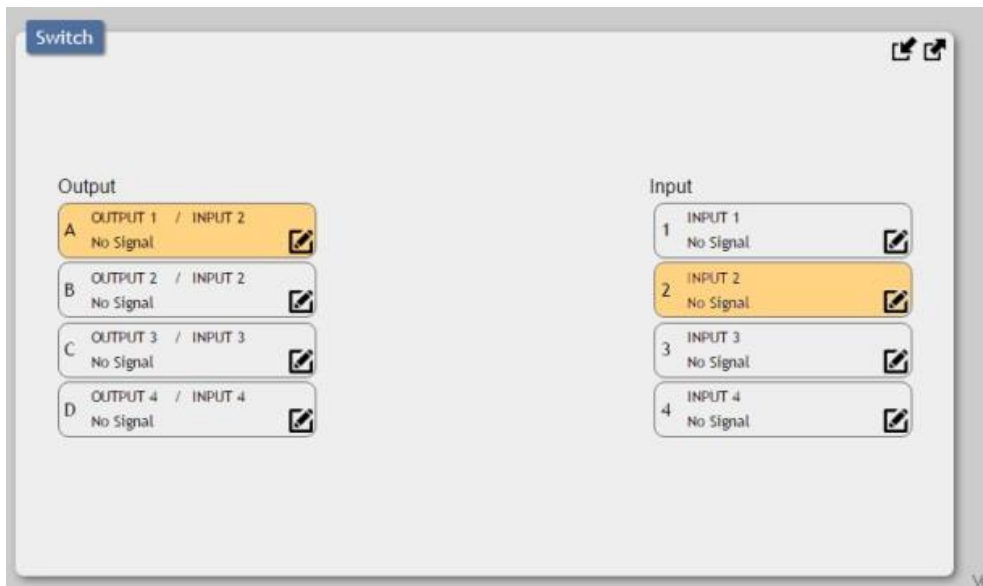 Switch
Output
A
OUTPUT 1 / INPUT 2
No Signal
B
OUTPUT 2 / INPUT 2
No Signal
C
OUTPUT 3 / INPUT 3
No Signal
D
OUTPUT 4 / INPUT 4
No Signal
Input
1
INPUT 1
No Signal
2
INPUT 2
No Signal
3
INPUT 3
No Signal
4
INPUT 4
No Signal